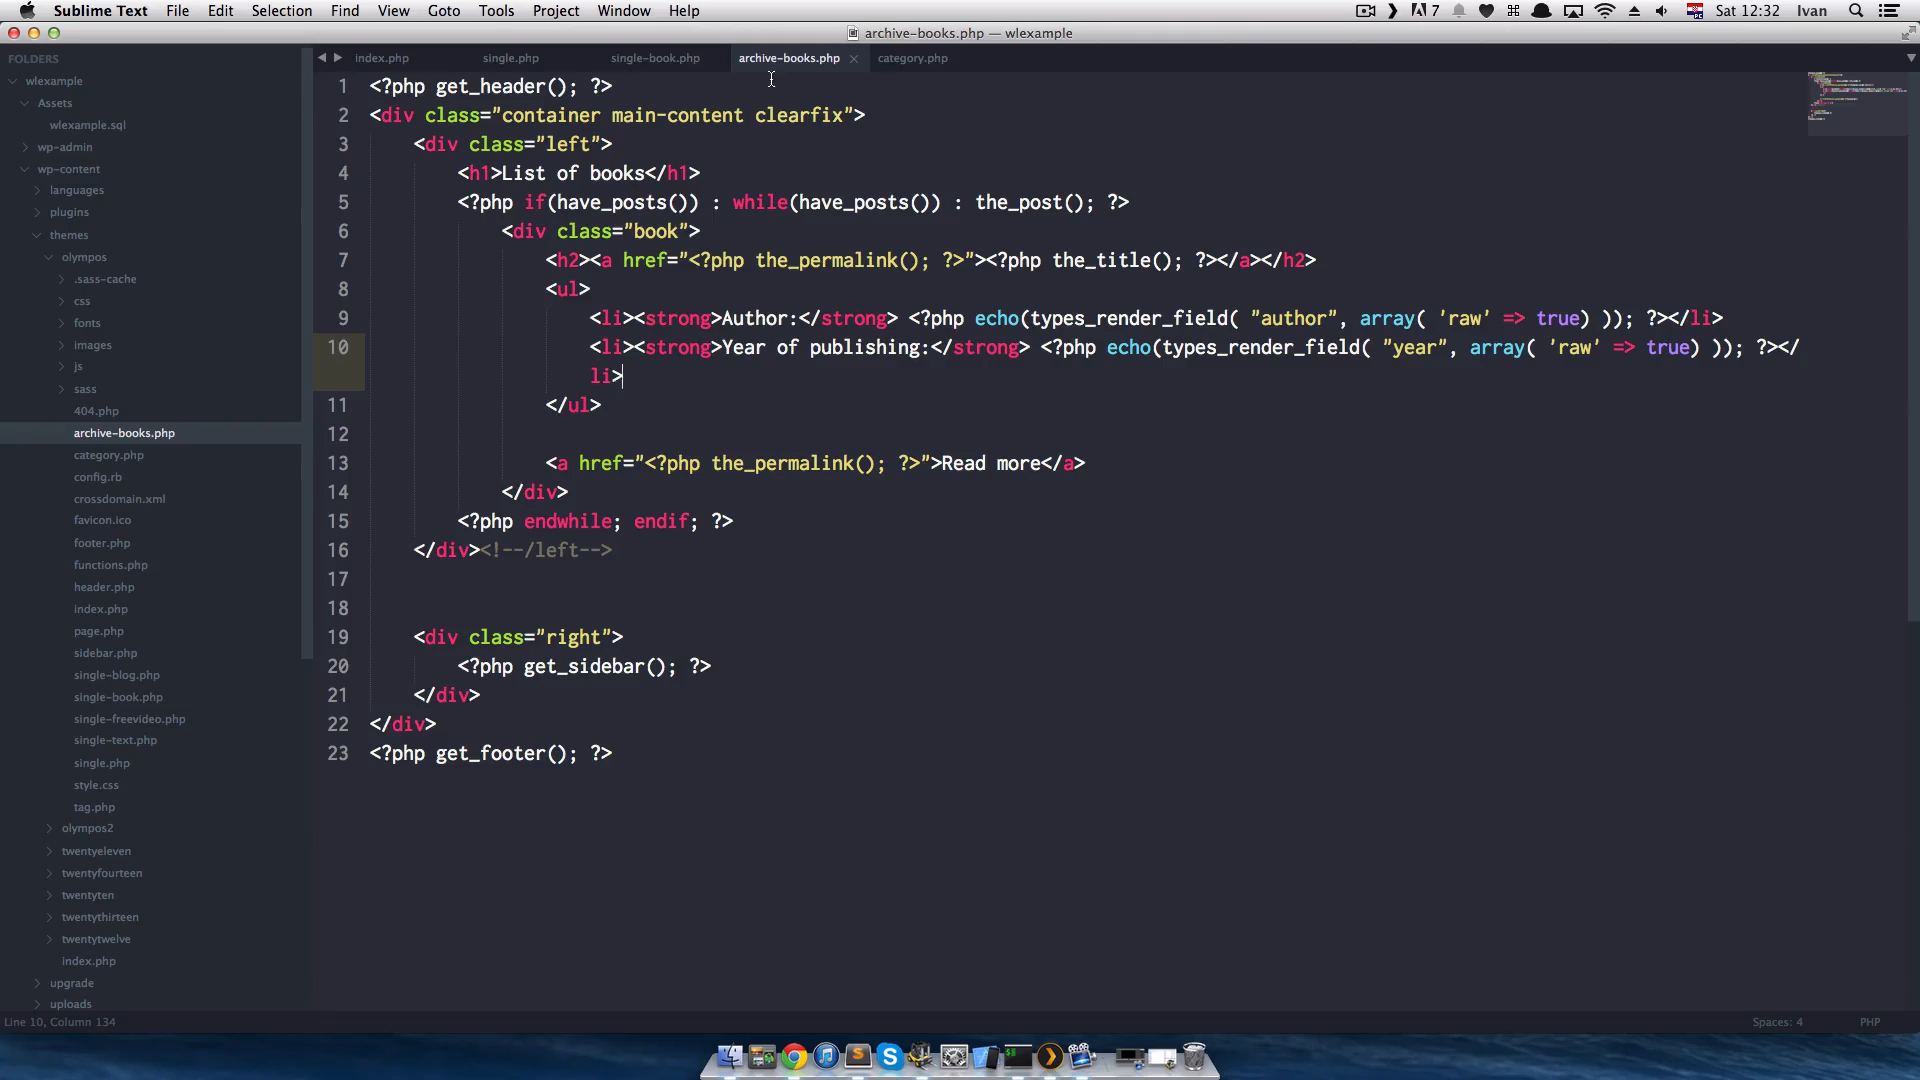 Sublime Text File Edit Selection Find View Goto Tools Project Window Help 7 Sat 12:32 Ivan
archive-books.php — wlexample
FOLDERS
wlexample
Assets
wlexample.sql
wp-admin
wp-content
languages
plugins
themes
olympos
.sass-cache
css
fonts
images
js
sass
404.php
archive-books.php
category.php
config.rb
crossdomain.xml
favicon.ico
footer.php
functions.php
header.php
index.php
page.php
sidebar.php
single-blog.php
single-book.php
single-freevideo.php
single-text.php
single.php
style.css
tag.php
olympos2
twentyeleven
twentyfourteen
twentyten
twentythirteen
twentytwelve
index.php
upgrade
uploads
index.php single.php single-book.php archive-books.php category.php
1 <?php get_header(); ?>
2 <div class="container main-content clearfix">
3 <div class="left">
4 <h1>List of books</h1>
5 <?php if(have_posts()) : while(have_posts()) : the_post(); ?>
6 <div class="book">
7 <h2><a href="<?php the_permalink(); ?>"><?php the_title(); ?></a></h2>
8 <ul>
9 <li><strong>Author:</strong> <?php echo(types_render_field( "author", array( 'raw' => true) )); ?></li>
10 <li><strong>Year of publishing:</strong> <?php echo(types_render_field( "year", array( 'raw' => true) )); ?></
li>
11 </ul>
12
13 <a href="<?php the_permalink(); ?>">Read more</a>
14 </div>
15 <?php endwhile; endif; ?>
16 </div><!--/left-->
17
18
19 <div class="right">
20 <?php get_sidebar(); ?>
21 </div>
22 </div>
23 <?php get_footer(); ?>
Line 10, Column 134 Spaces: 4 PHP